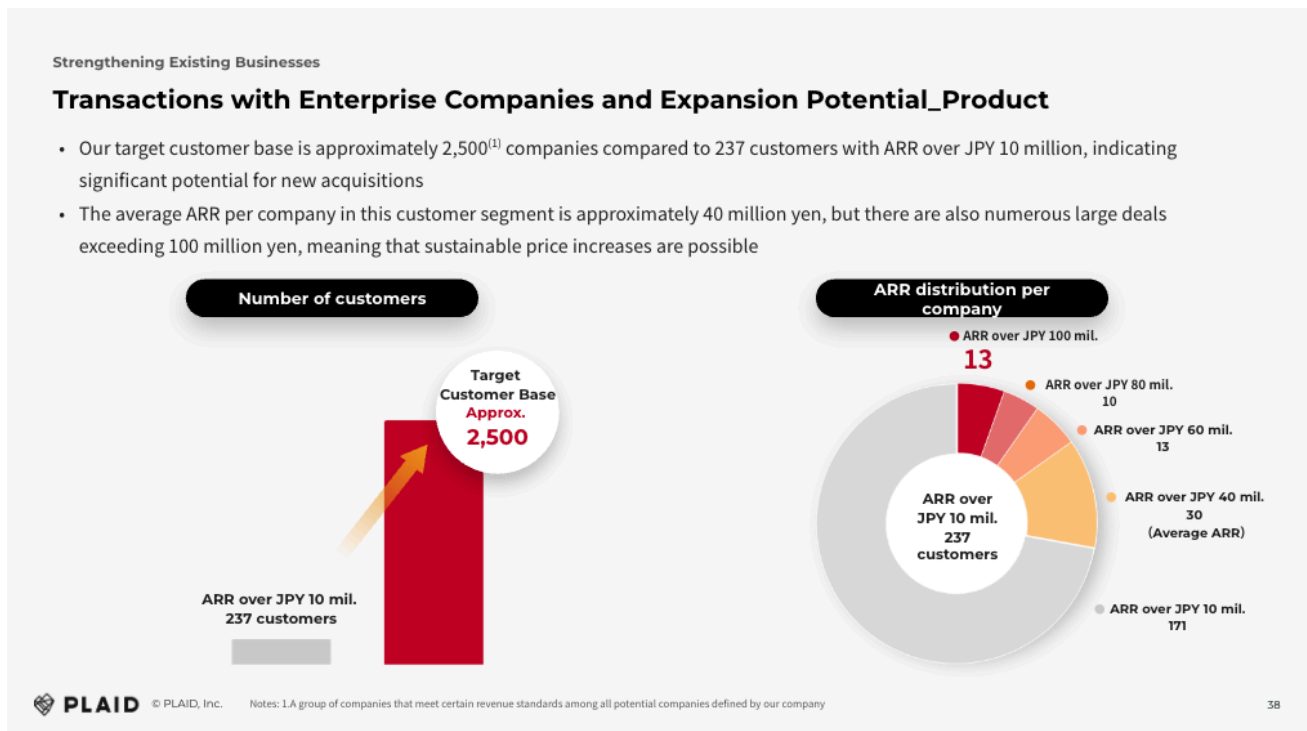 Strengthening Existing Businesses
Transactions with Enterprise Companies and Expansion Potential_Product
• Our target customer base is approximately 2,500(1) companies compared to 237 customers with ARR over JPY 10 million, indicating
significant potential for new acquisitions
• The average ARR per company in this customer segment is approximately 40 million yen, but there are also numerous large deals
exceeding 100 million yen, meaning that sustainable price increases are possible
Number of customers
Target
Customer Base
Approx.
2,500
ARR over JPY 10 mil.
237 customers
ARR distribution per
company
ARR over JPY 100 mil.
13
ARR over JPY 80 mil.
10
ARR over JPY 60 mil.
13
ARR over JPY 40 mil.
30
(Average ARR)
ARR over JPY 10 mil.
171
ARR over
JPY 10 mil.
237
customers
PLAID © PLAID, Inc. Notes: 1.A group of companies that meet certain revenue standards among all potential companies defined by our company
38